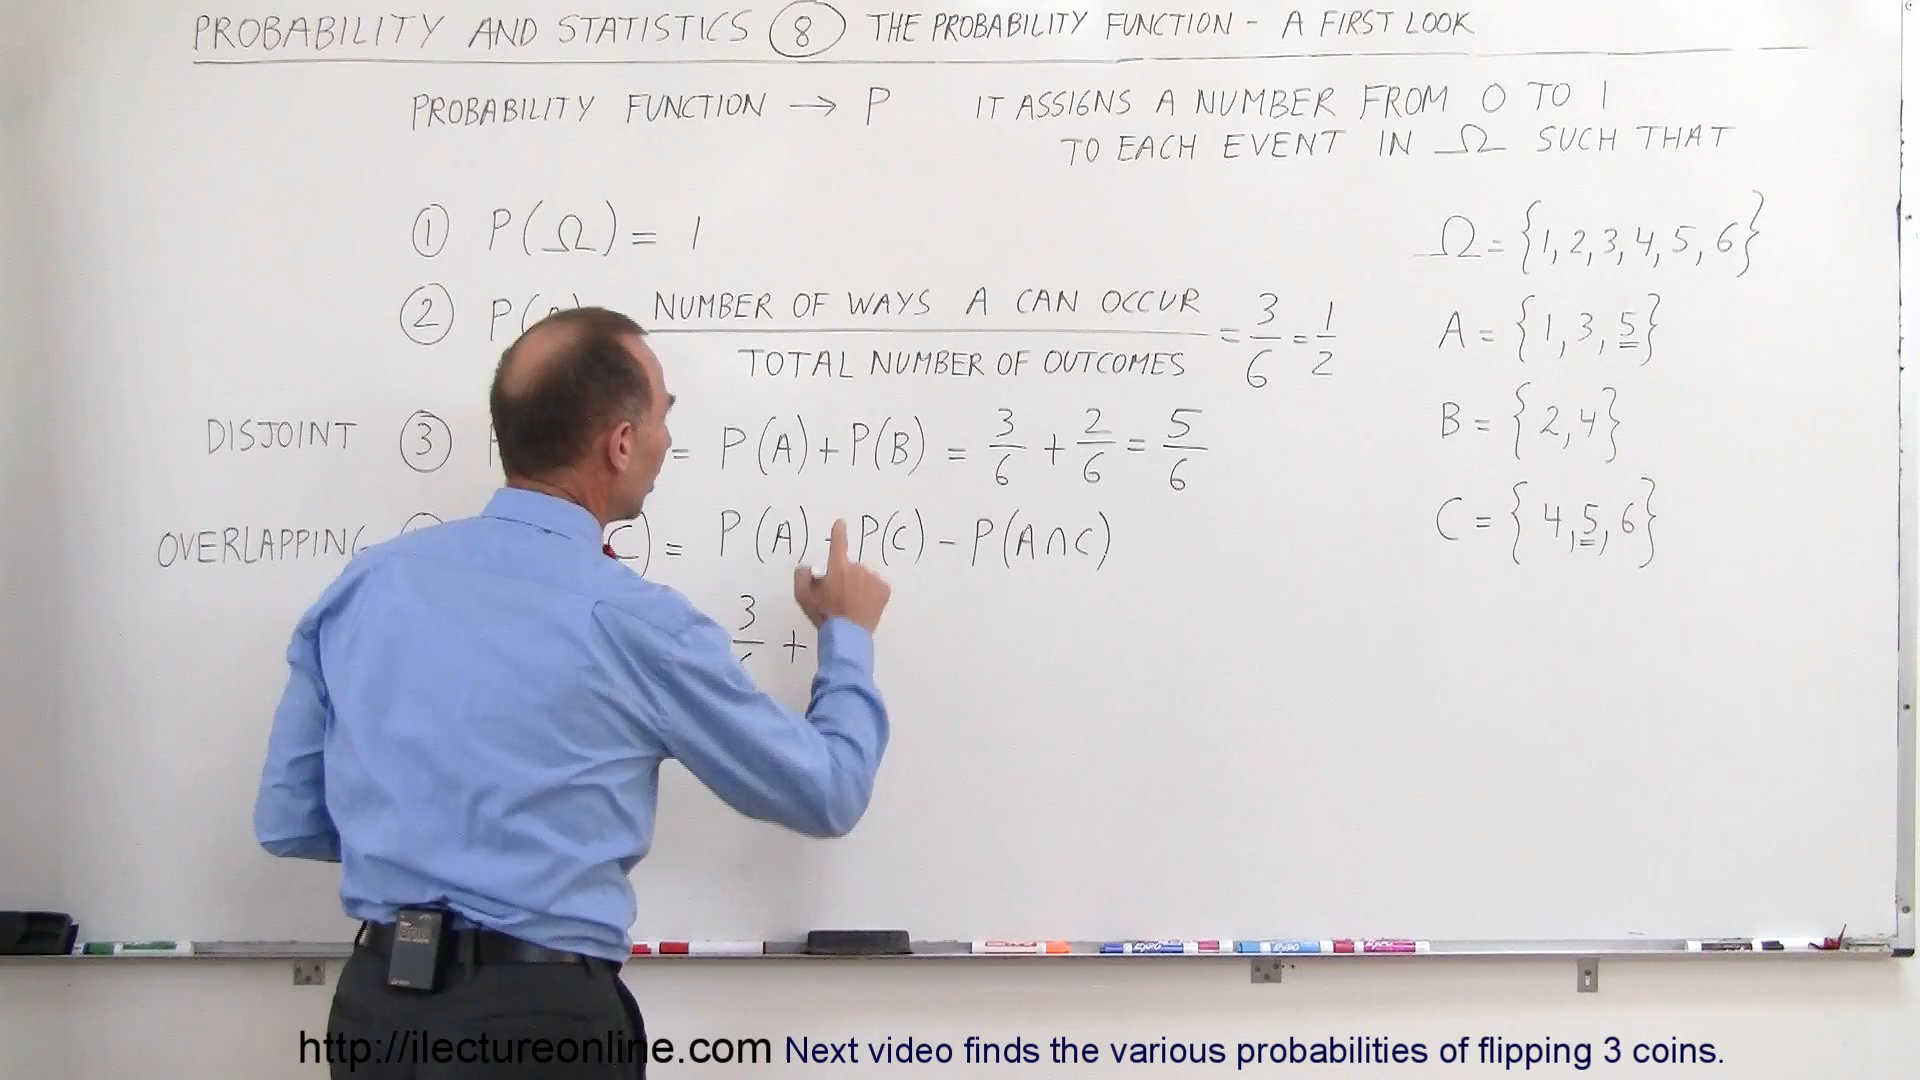 PROBABILITY AND STATISTICS 8 THE PROBABILITY FUNCTION - A FIRST LOOK
PROBABILITY FUNCTION → P IT ASSIGNS A NUMBER FROM 0 TO 1
TO EACH EVENT IN Ω SUCH THAT
① P(Ω) = 1
Ω = {1, 2, 3, 4, 5, 6}
② P( NUMBER OF WAYS A CAN OCCUR / TOTAL NUMBER OF OUTCOMES = 3/6 = 1/2
A = {1, 3, 5}
B = {2, 4}
DISJOINT ③ = P(A) + P(B) = 3/6 + 2/6 = 5/6
OVERLAPPING C) = P(A) P(C) - P(A∩C)
C = {4, 5, 6}
3 +
http://ilectureonline.com Next video finds the various probabilities of flipping 3 coins.